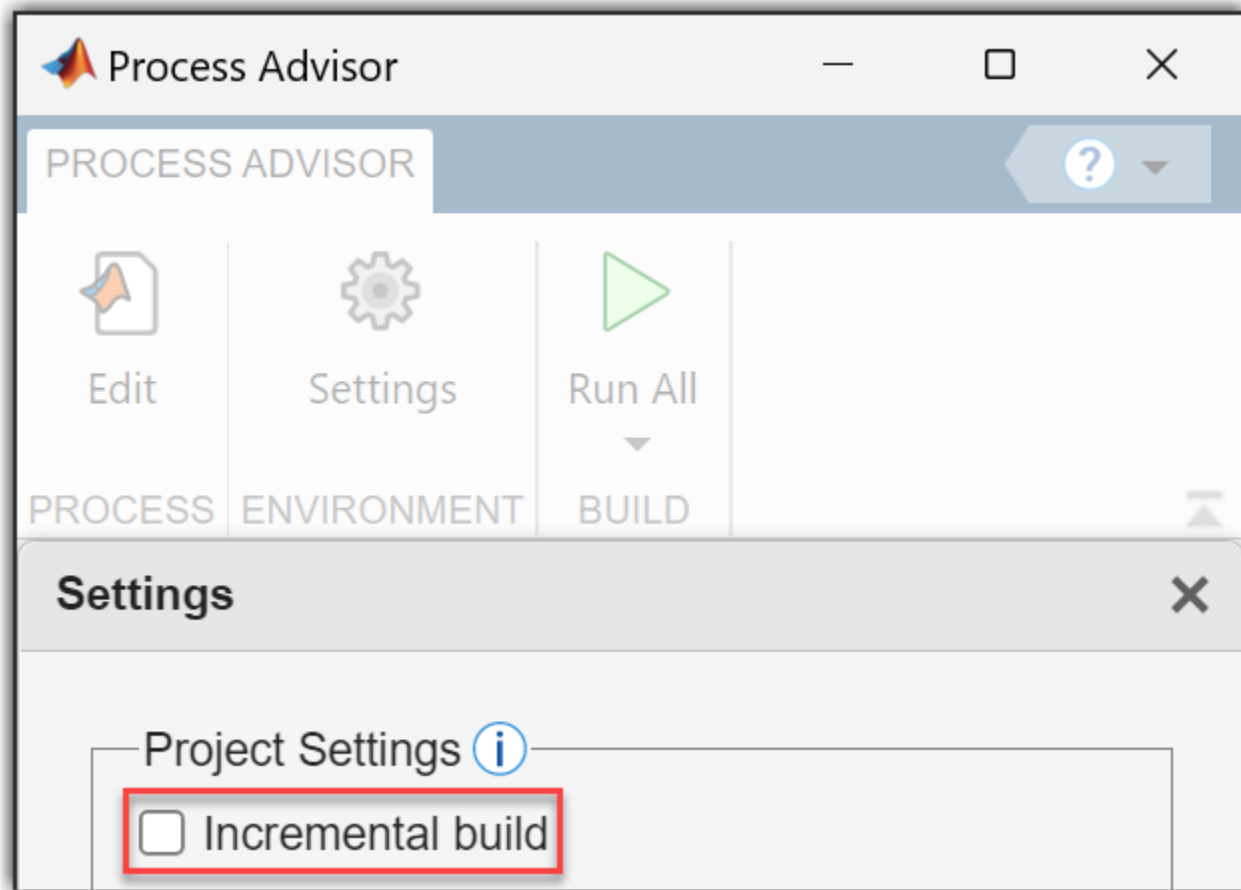 Process Advisor
PROCESS ADVISOR
?
Edit
Settings
Run All
PROCESS
ENVIRONMENT
BUILD
Settings
Project Settings i
Incremental build